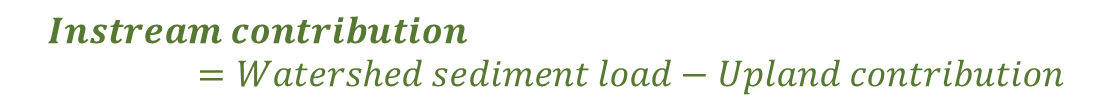 Instream contribution
= Watershed sediment load − Upland contribution